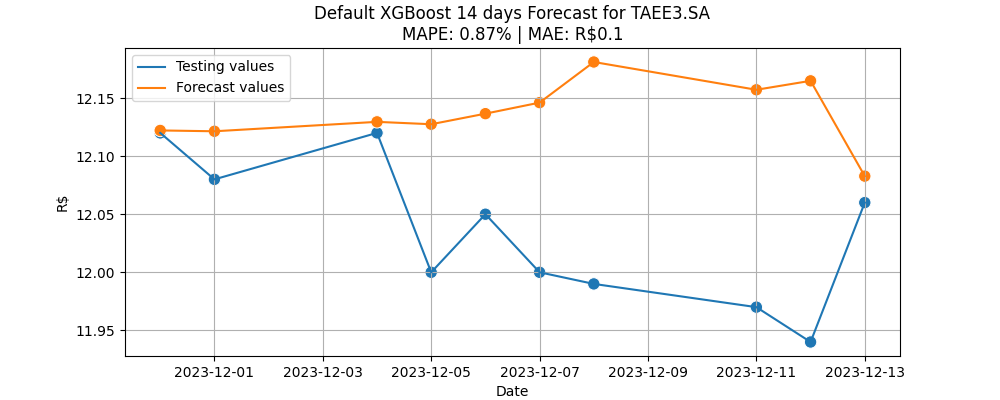 Default XGBoost 14 days Forecast for TAEE3.SA
MAPE: 0.87% | MAE: R$0.1
Testing values
Forecast values
12.15
12.10
12.05
12.00
11.95
R$
2023-12-01 2023-12-03 2023-12-05 2023-12-07 2023-12-09 2023-12-11 2023-12-13
Date